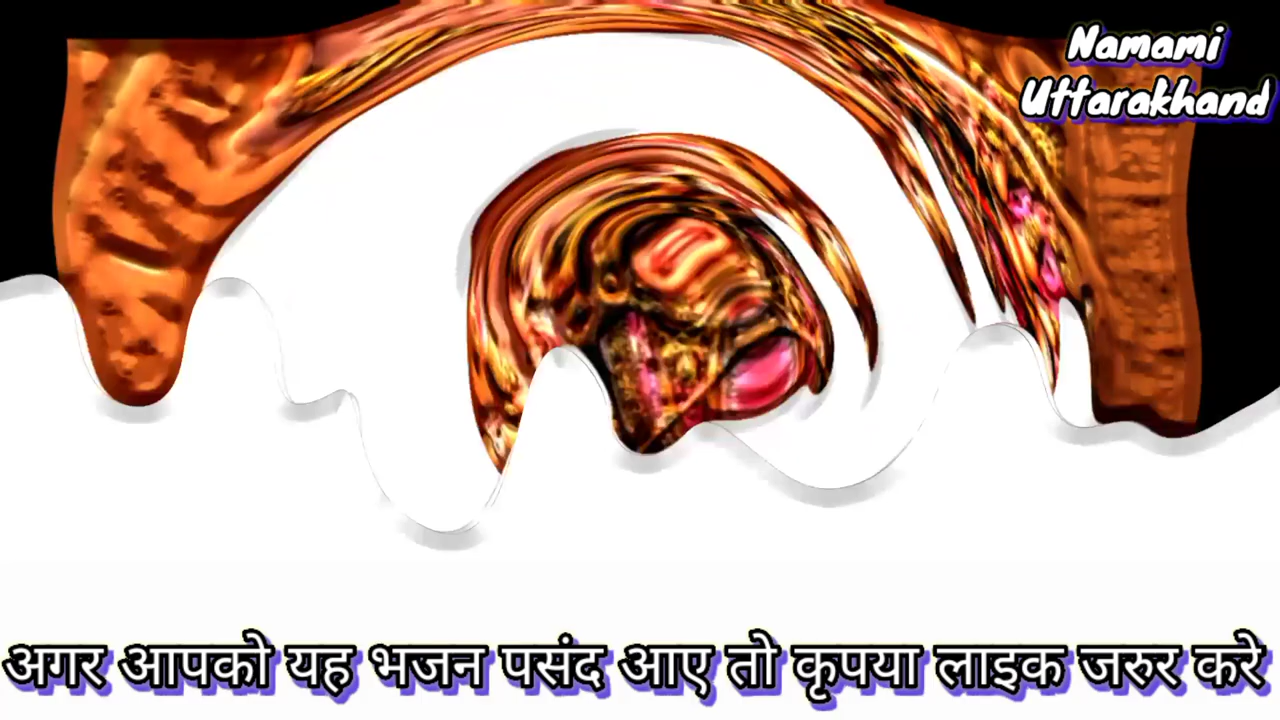 Namami
Uttarakhand
अगर आपको यह भजन पसंद आए तो कृपया लाइक जरुर करे